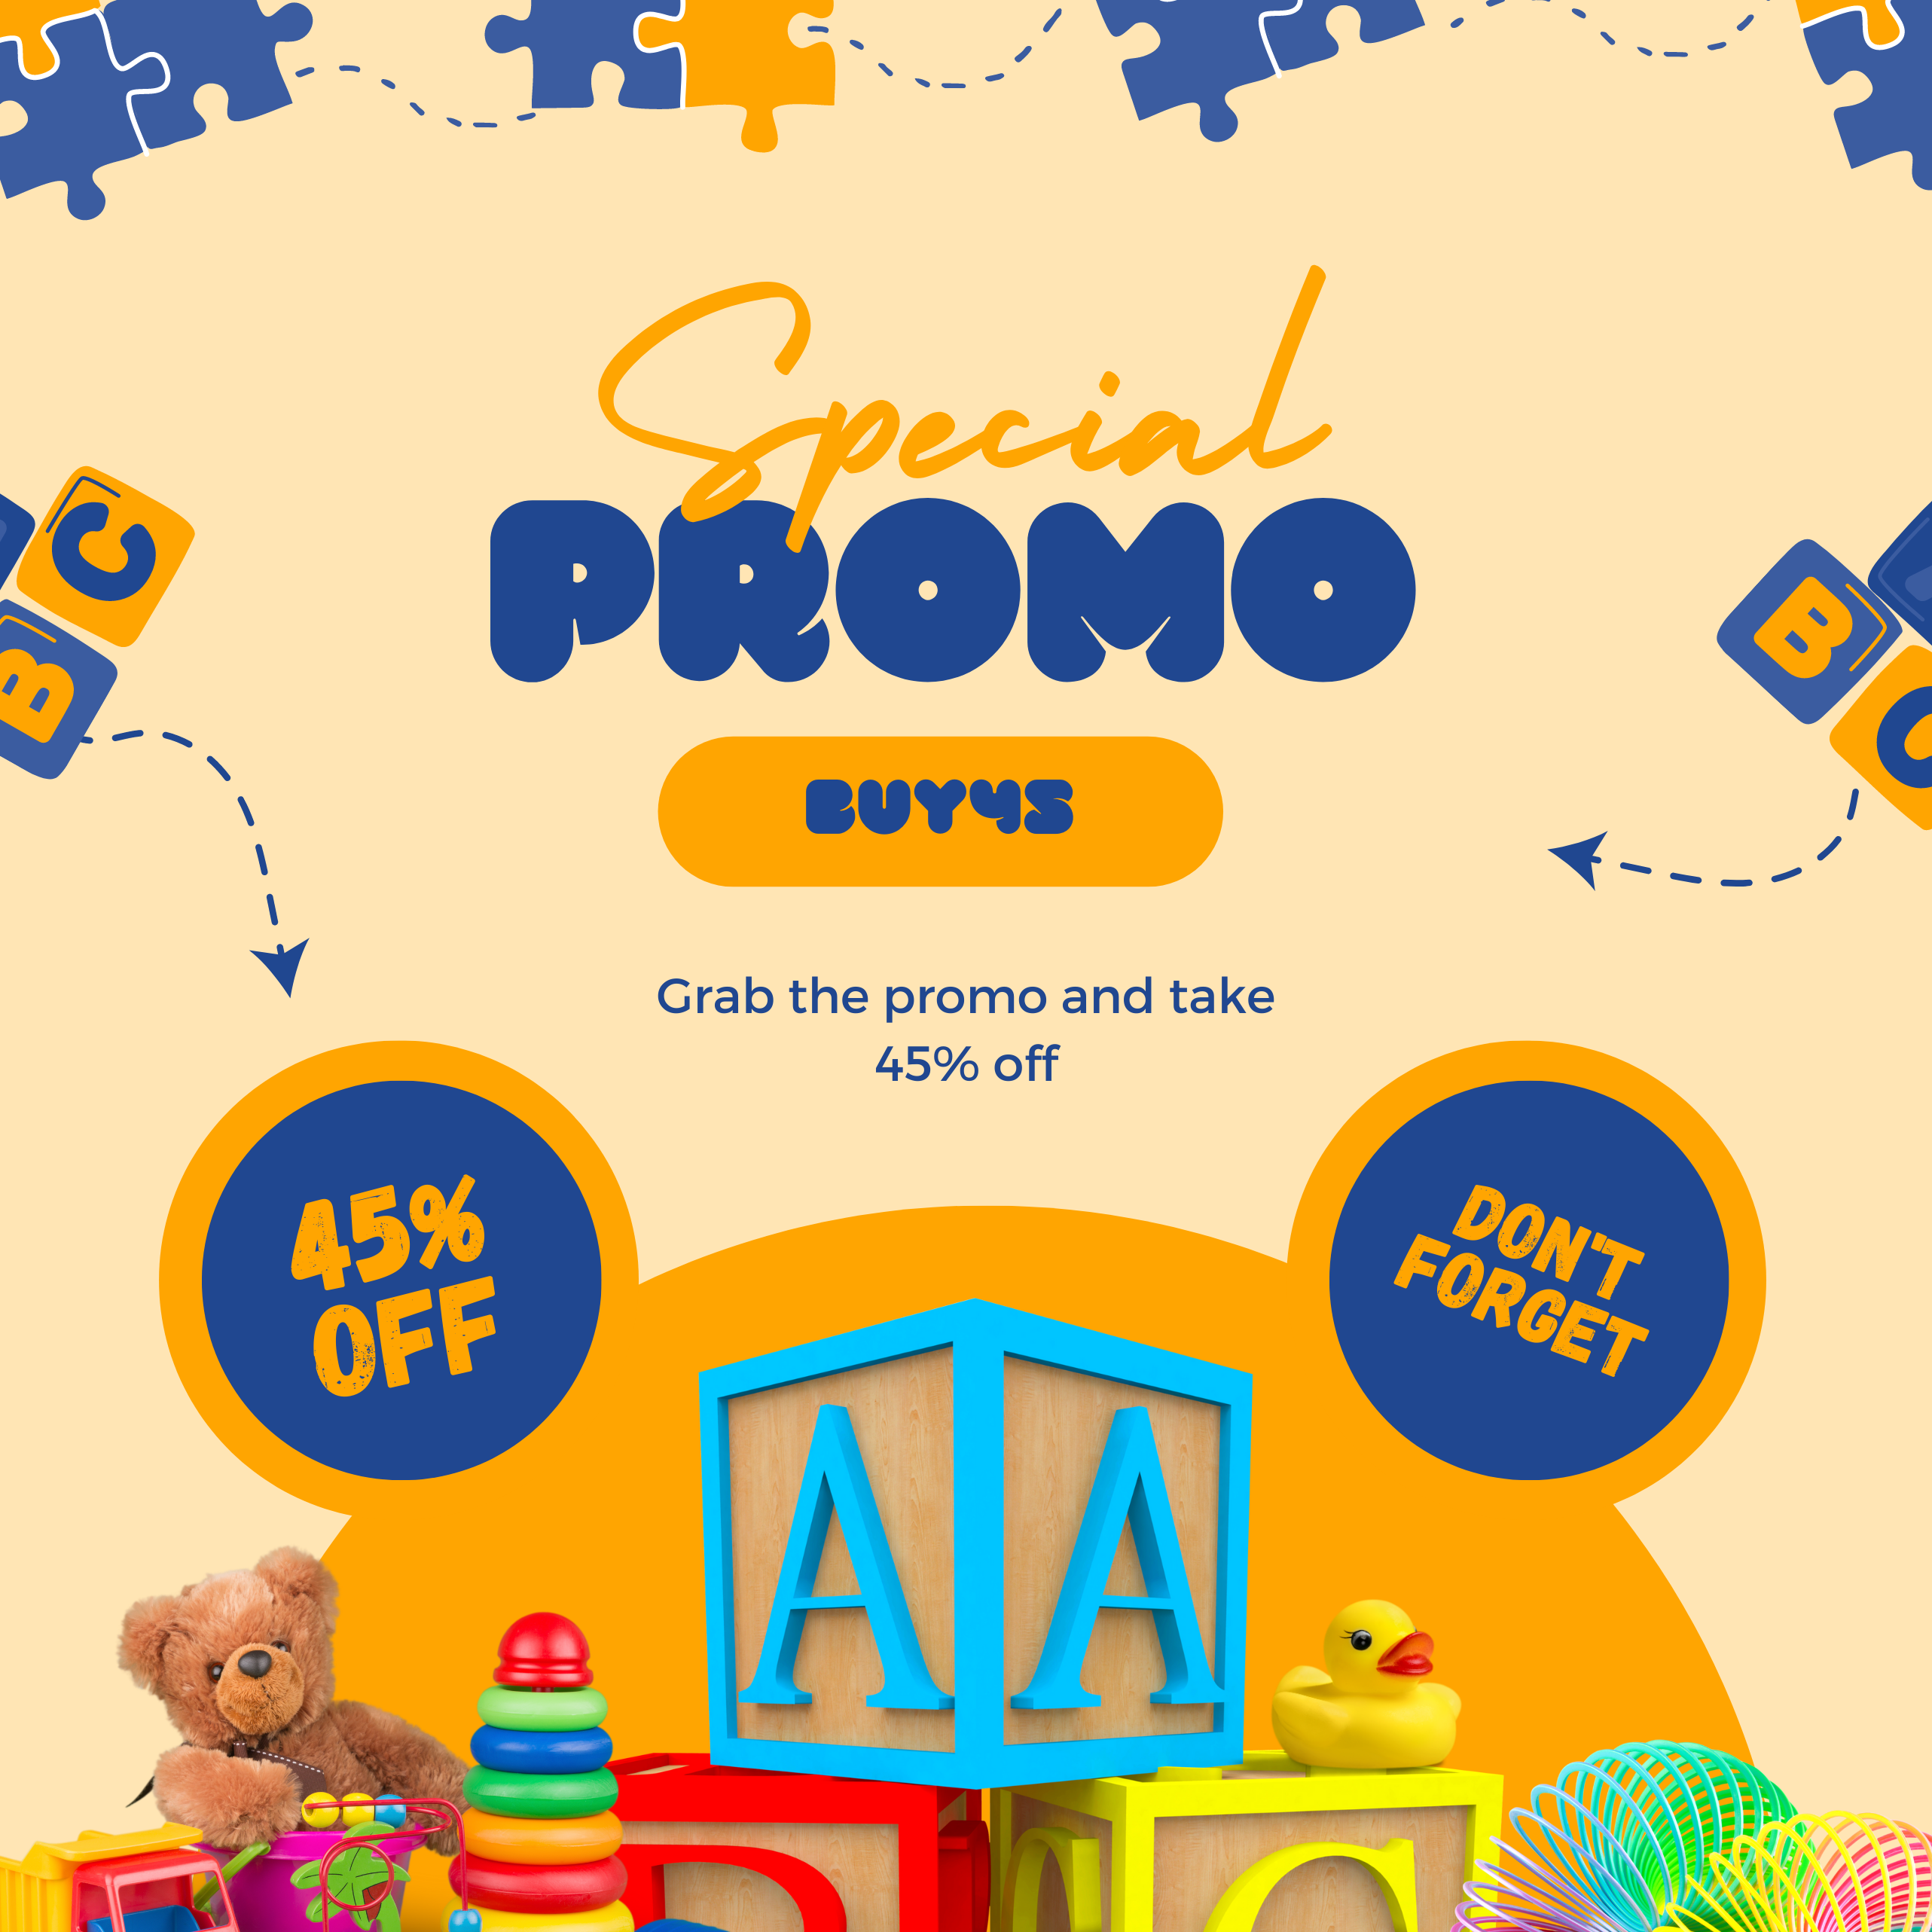 Special
PROMO
BUY45
Grab the promo and take
45% off
45%
OFF
DON'T
FORGET
C
B
B
C
A A
C